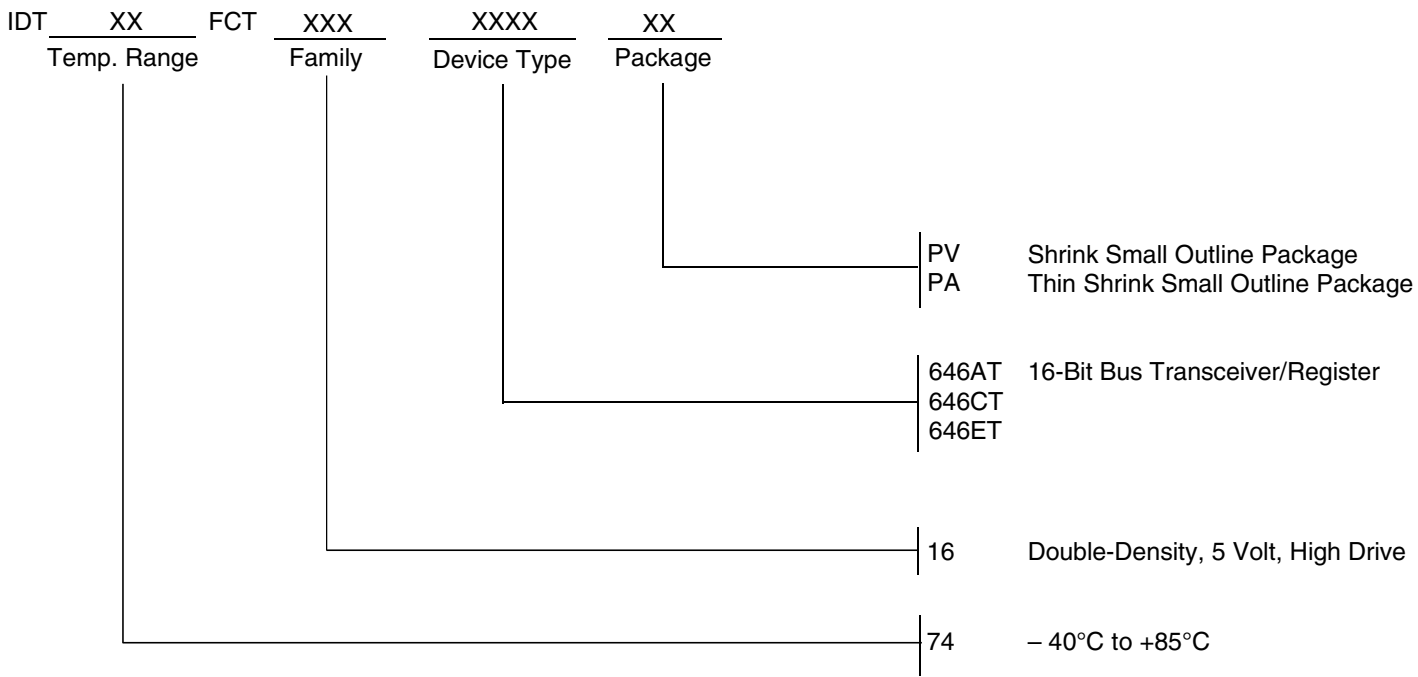 IDT XX FCT XXX XXXX XX
Temp. Range Family Device Type Package
PV Shrink Small Outline Package
PA Thin Shrink Small Outline Package
646AT 16-Bit Bus Transceiver/Register
646CT
646ET
16 Double-Density, 5 Volt, High Drive
74 – 40°C to +85°C